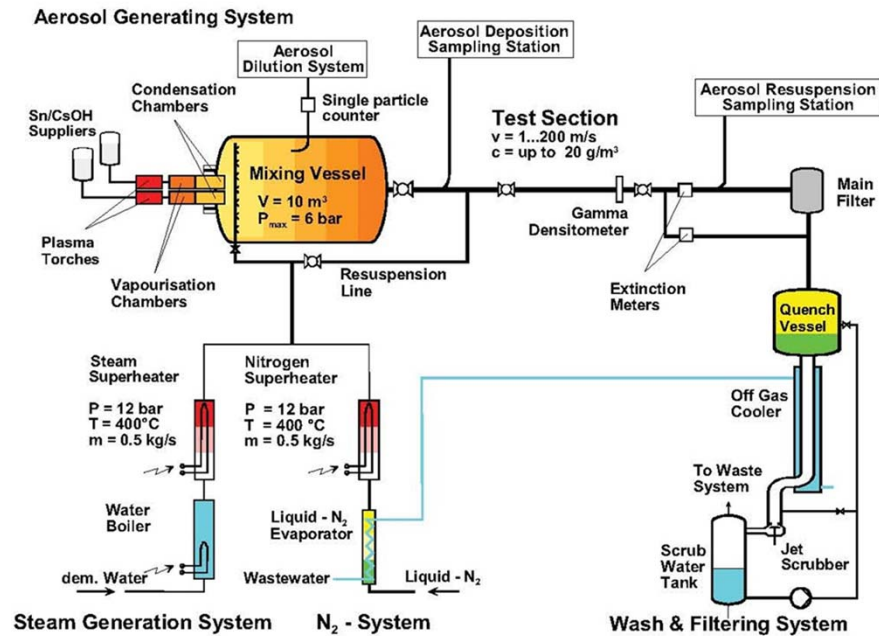 Aerosol Generating System
Aerosol
Dilution System
Aerosol Deposition
Sampling Station
Condensation
Chambers
Sn/CsOH
Suppliers
Single particle
counter
Test Section
v = 1...200 m/s
c = up to 20 g/m³
Aerosol Resuspension
Sampling Station
Mixing Vessel
V = 10 m³
Pmax = 6 bar
Main
Filter
Gamma
Densitometer
Plasma
Torches
Vapourisation
Chambers
Resuspension
Line
Extinction
Meters
Quench
Vessel
Steam
Superheater
P = 12 bar
T = 400°C
m = 0.5 kg/s
Nitrogen
Superheater
P = 12 bar
T = 400 °C
m = 0.5 kg/s
Off Gas
Cooler
To Waste
System
Water
Boiler
Liquid - N₂
Evaporator
Wastewater
Scrub
Water
Tank
Jet
Scrubber
dem. Water
Liquid - N₂
Steam Generation System
N₂ - System
Wash & Filtering System